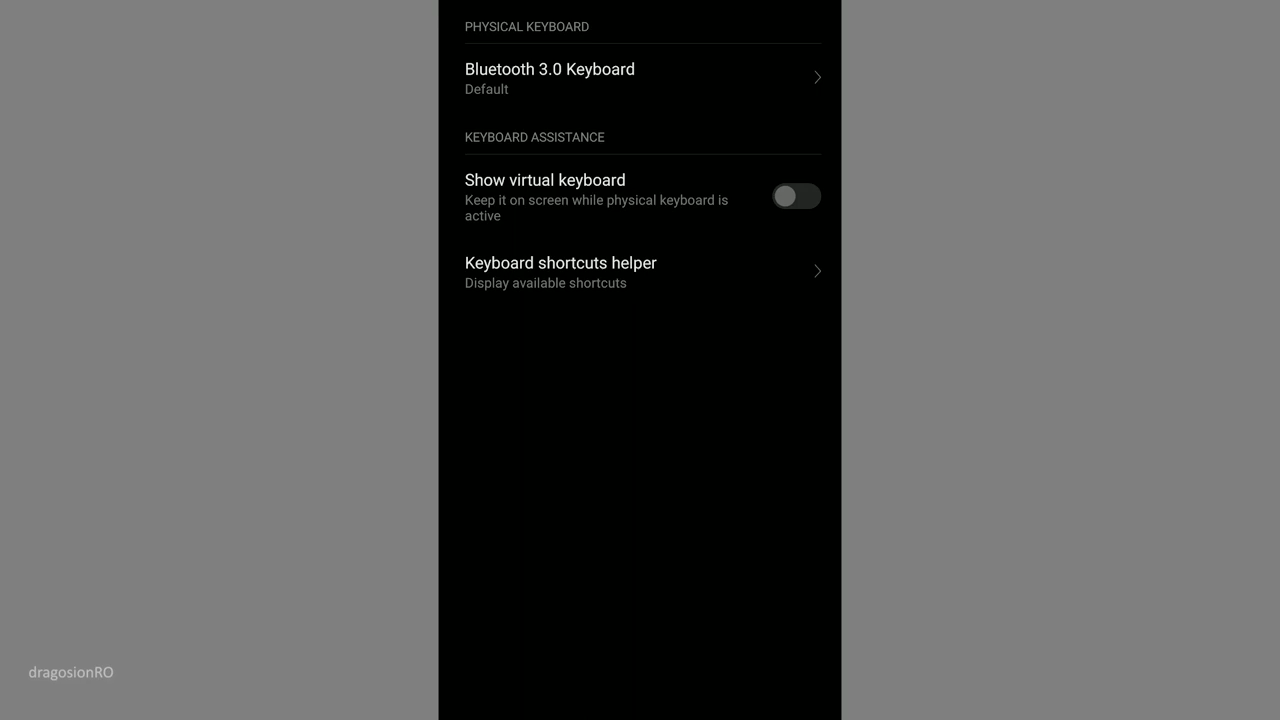 PHYSICAL KEYBOARD
Bluetooth 3.0 Keyboard
Default
KEYBOARD ASSISTANCE
Show virtual keyboard
Keep it on screen while physical keyboard is
active
Keyboard shortcuts helper
Display available shortcuts
dragosionRO